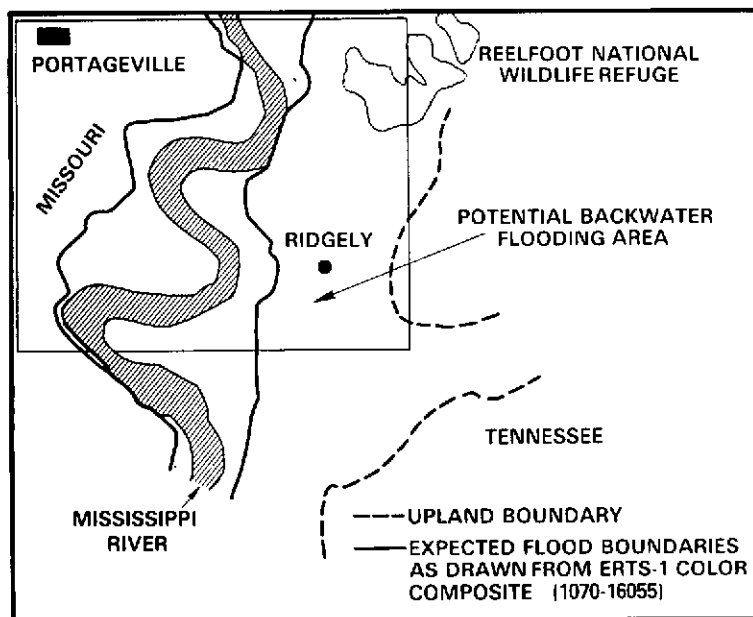 PORTAGEVILLE
REELFOOT NATIONAL
WILDLIFE REFUGE
MISSOURI
RIDGELY
POTENTIAL BACKWATER
FLOODING AREA
TENNESSEE
MISSISSIPPI
RIVER
UPLAND BOUNDARY
EXPECTED FLOOD BOUNDARIES
AS DRAWN FROM ERTS-1 COLOR
COMPOSITE (1070-16055)